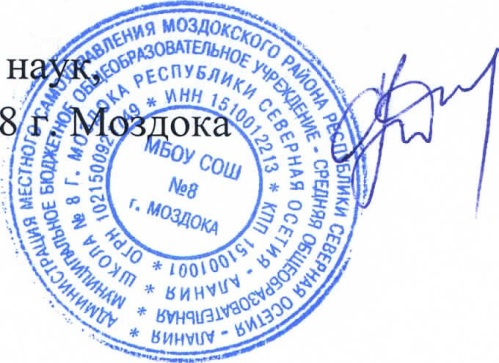 наук,
8 г. Моздока
АДМИНИСТРАЦИЯ МЕСТНОГО САМОУПРАВЛЕНИЯ МОЗДОКСКОГО РАЙОНА РЕСПУБЛИКИ СЕВЕРНАЯ ОСЕТИЯ - АЛАНИЯ *
МУНИЦИПАЛЬНОЕ БЮДЖЕТНОЕ ОБЩЕОБРАЗОВАТЕЛЬНОЕ УЧРЕЖДЕНИЕ - СРЕДНЯЯ ОБЩЕОБРАЗОВАТЕЛЬНАЯ *
ШКОЛА № 8 Г. МОЗДОКА РЕСПУБЛИКИ СЕВЕРНАЯ ОСЕТИЯ - АЛАНИЯ *
* ИНН 1510012213 * КПП 151001001 * ОГРН
МБОУ СОШ
№8
г. МОЗДОКА